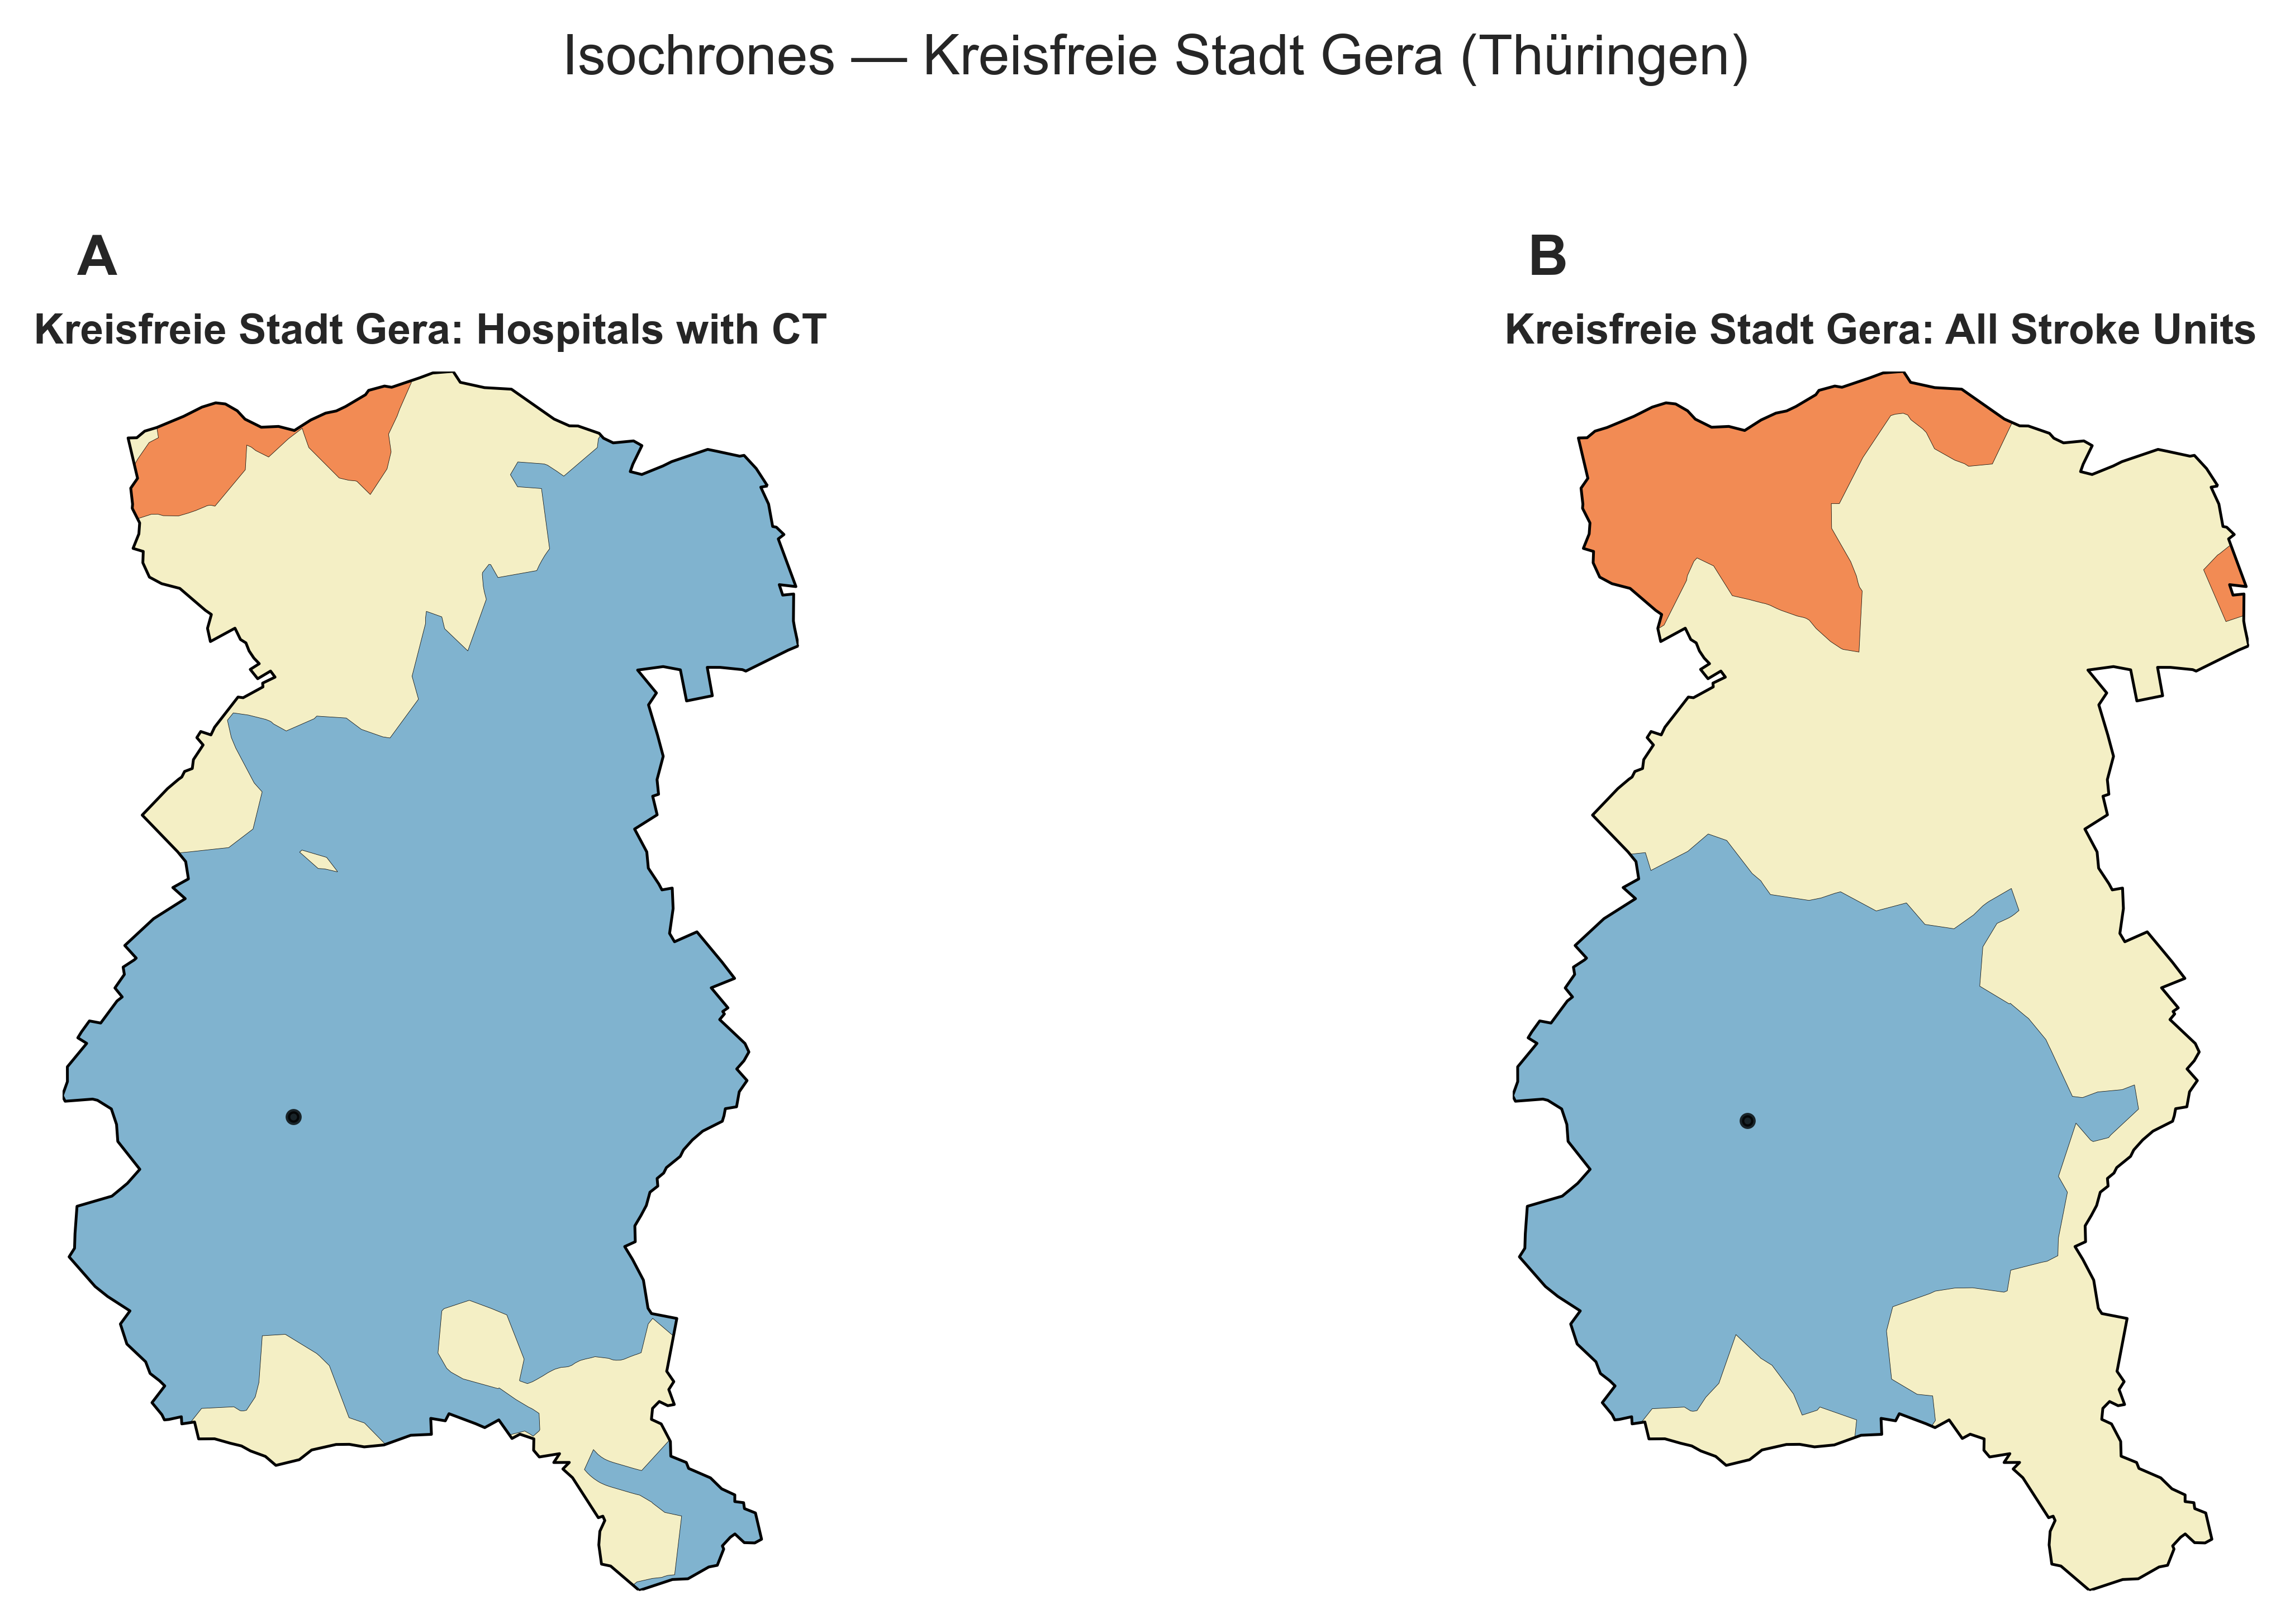 Isochrones — Kreisfreie Stadt Gera (Thüringen)
A
Kreisfreie Stadt Gera: Hospitals with CT
B
Kreisfreie Stadt Gera: All Stroke Units